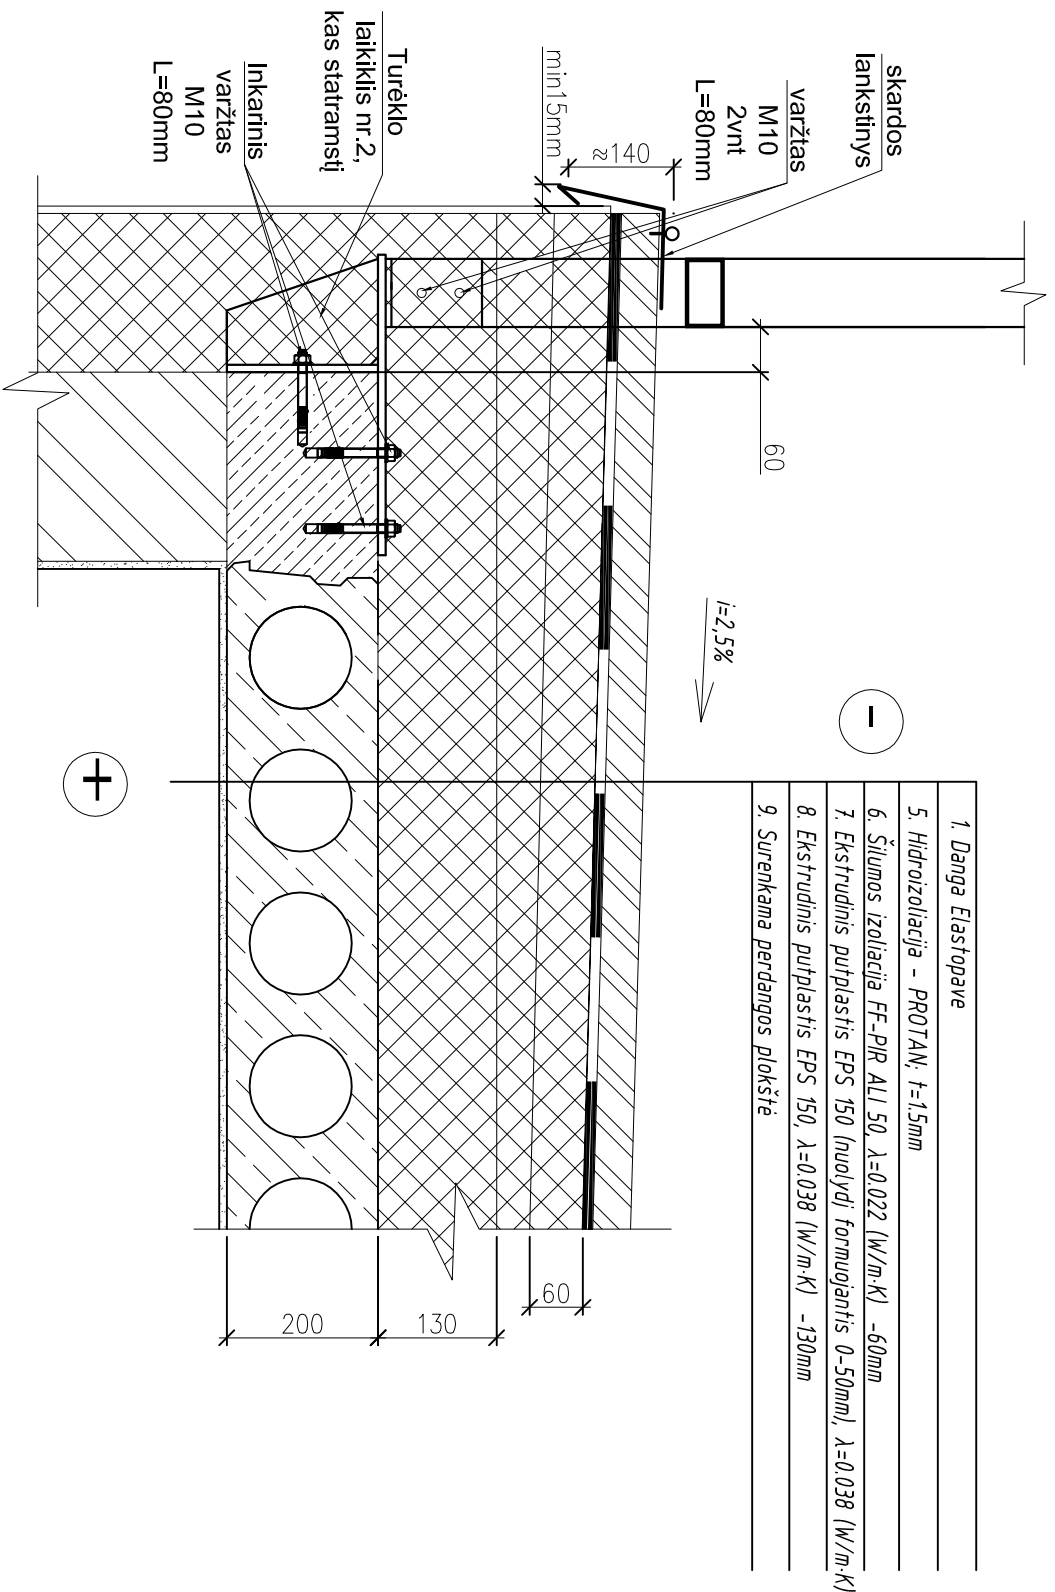 skardos
lankstinys
varžtas
M10
2vnt
L=80mm
≈140
min15mm
Turėklo
laikiklis nr.2,
kas statramstį
Inkarinis
varžtas
M10
L=80mm
60
i=2,5%
-
+
1. Danga Elastopave
5. Hidroizoliacija - PROTAN; t=1.5mm
6. Šilumos izoliacija FF-PIR ALI 50, λ=0.022 (W/m·K) -60mm
7. Ekstrudinis putplastis EPS 150 (nuolydį formuojantis 0-50mm), λ=0.038 (W/m·K)
8. Ekstrudinis putplastis EPS 150, λ=0.038 (W/m·K) -130mm
9. Surenkama perdangos plokštė
60
130
200